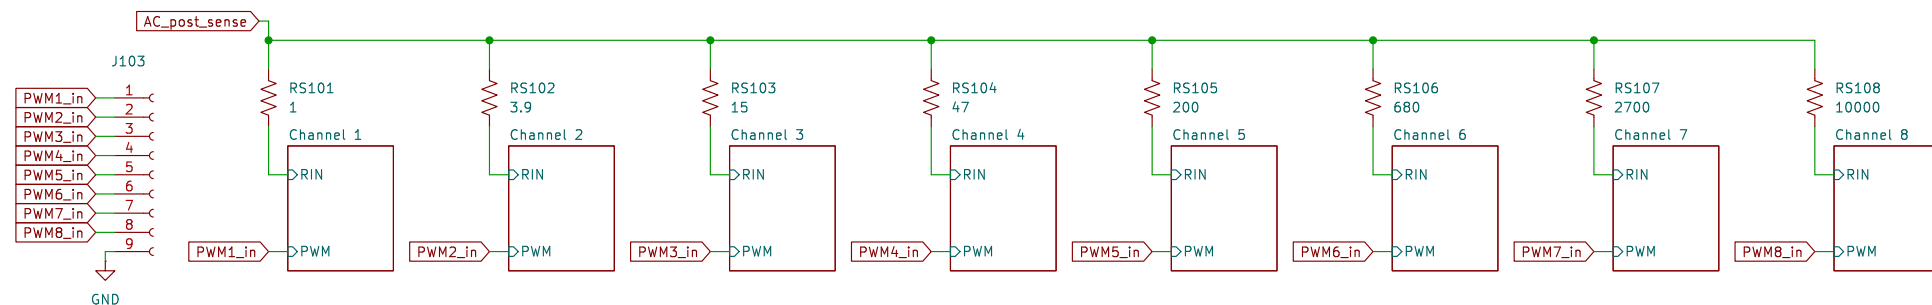 AC_post_sense
J103
PWM1_in 1
PWM2_in 2
PWM3_in 3
PWM4_in 4
PWM5_in 5
PWM6_in 6
PWM7_in 7
PWM8_in 8
9
GND
RS101
1
Channel 1
RIN
PWM1_in PWM
RS102
3.9
Channel 2
RIN
PWM2_in PWM
RS103
15
Channel 3
RIN
PWM3_in PWM
RS104
47
Channel 4
RIN
PWM4_in PWM
RS105
200
Channel 5
RIN
PWM5_in PWM
RS106
680
Channel 6
RIN
PWM6_in PWM
RS107
2700
Channel 7
RIN
PWM7_in PWM
RS108
10000
Channel 8
RIN
PWM8_in PWM